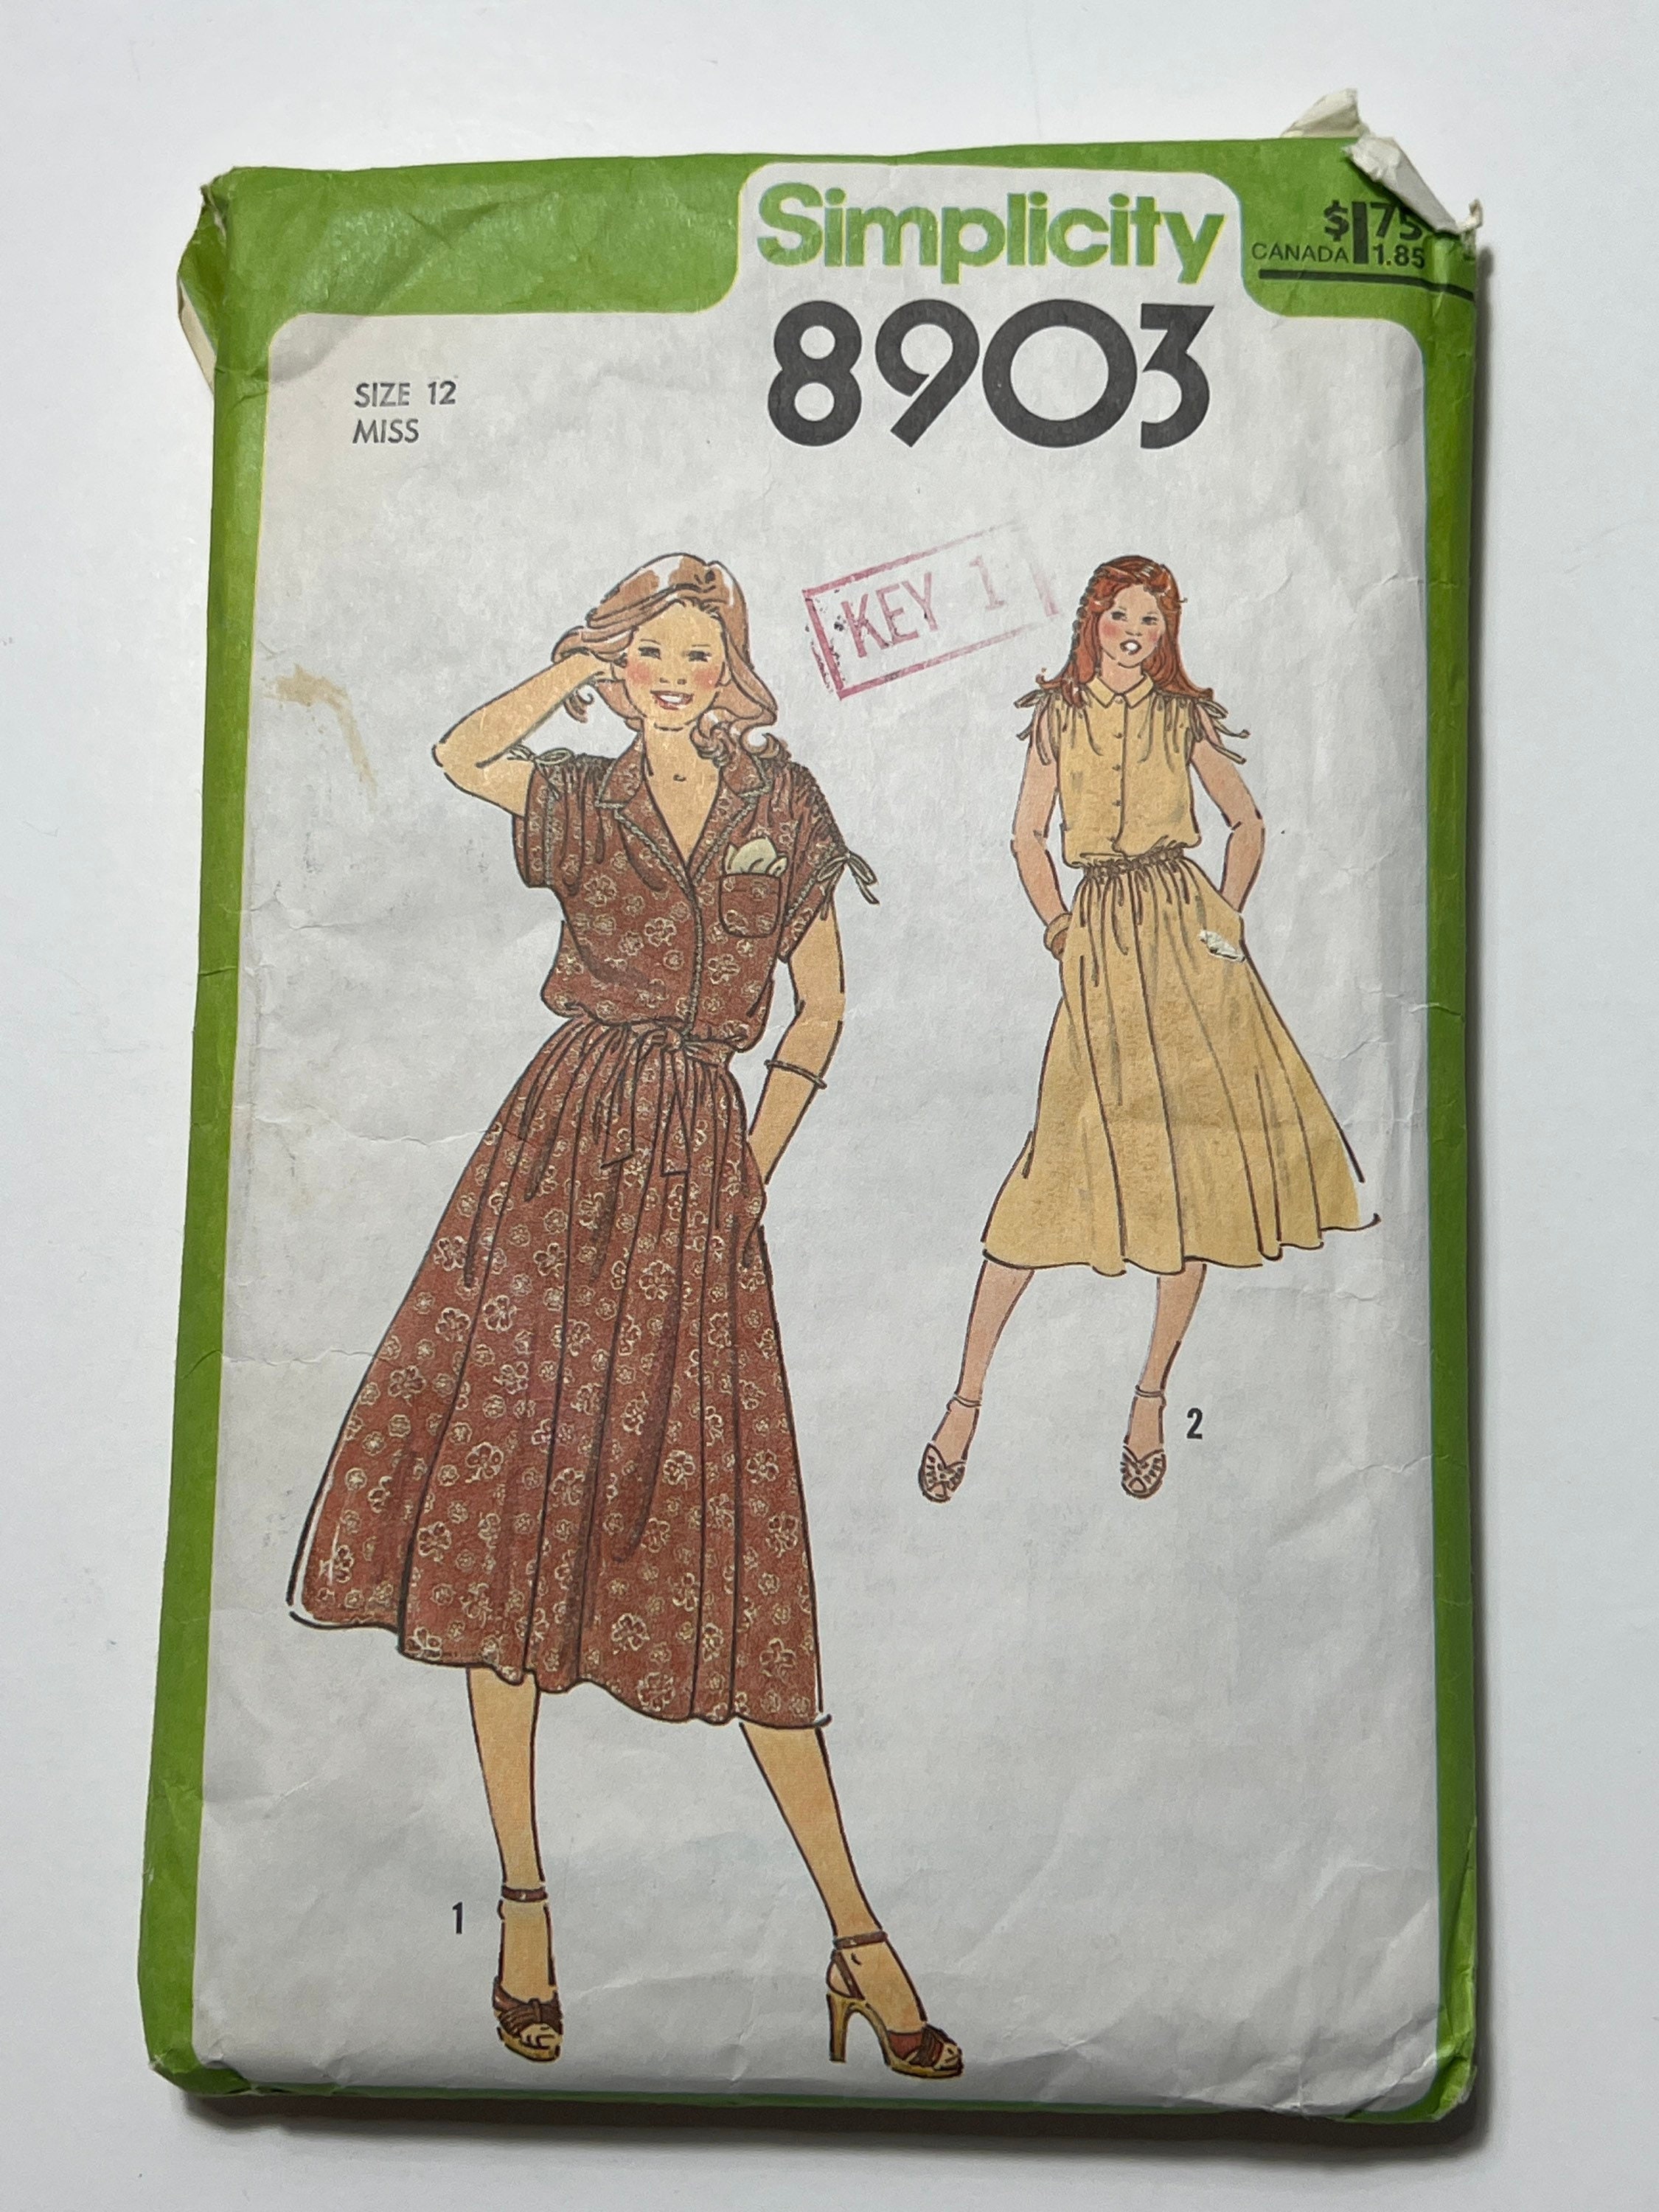 Simplicity
$1.75
CANADA 1.85
8903
SIZE 12
MISS
KEY 1
2
1